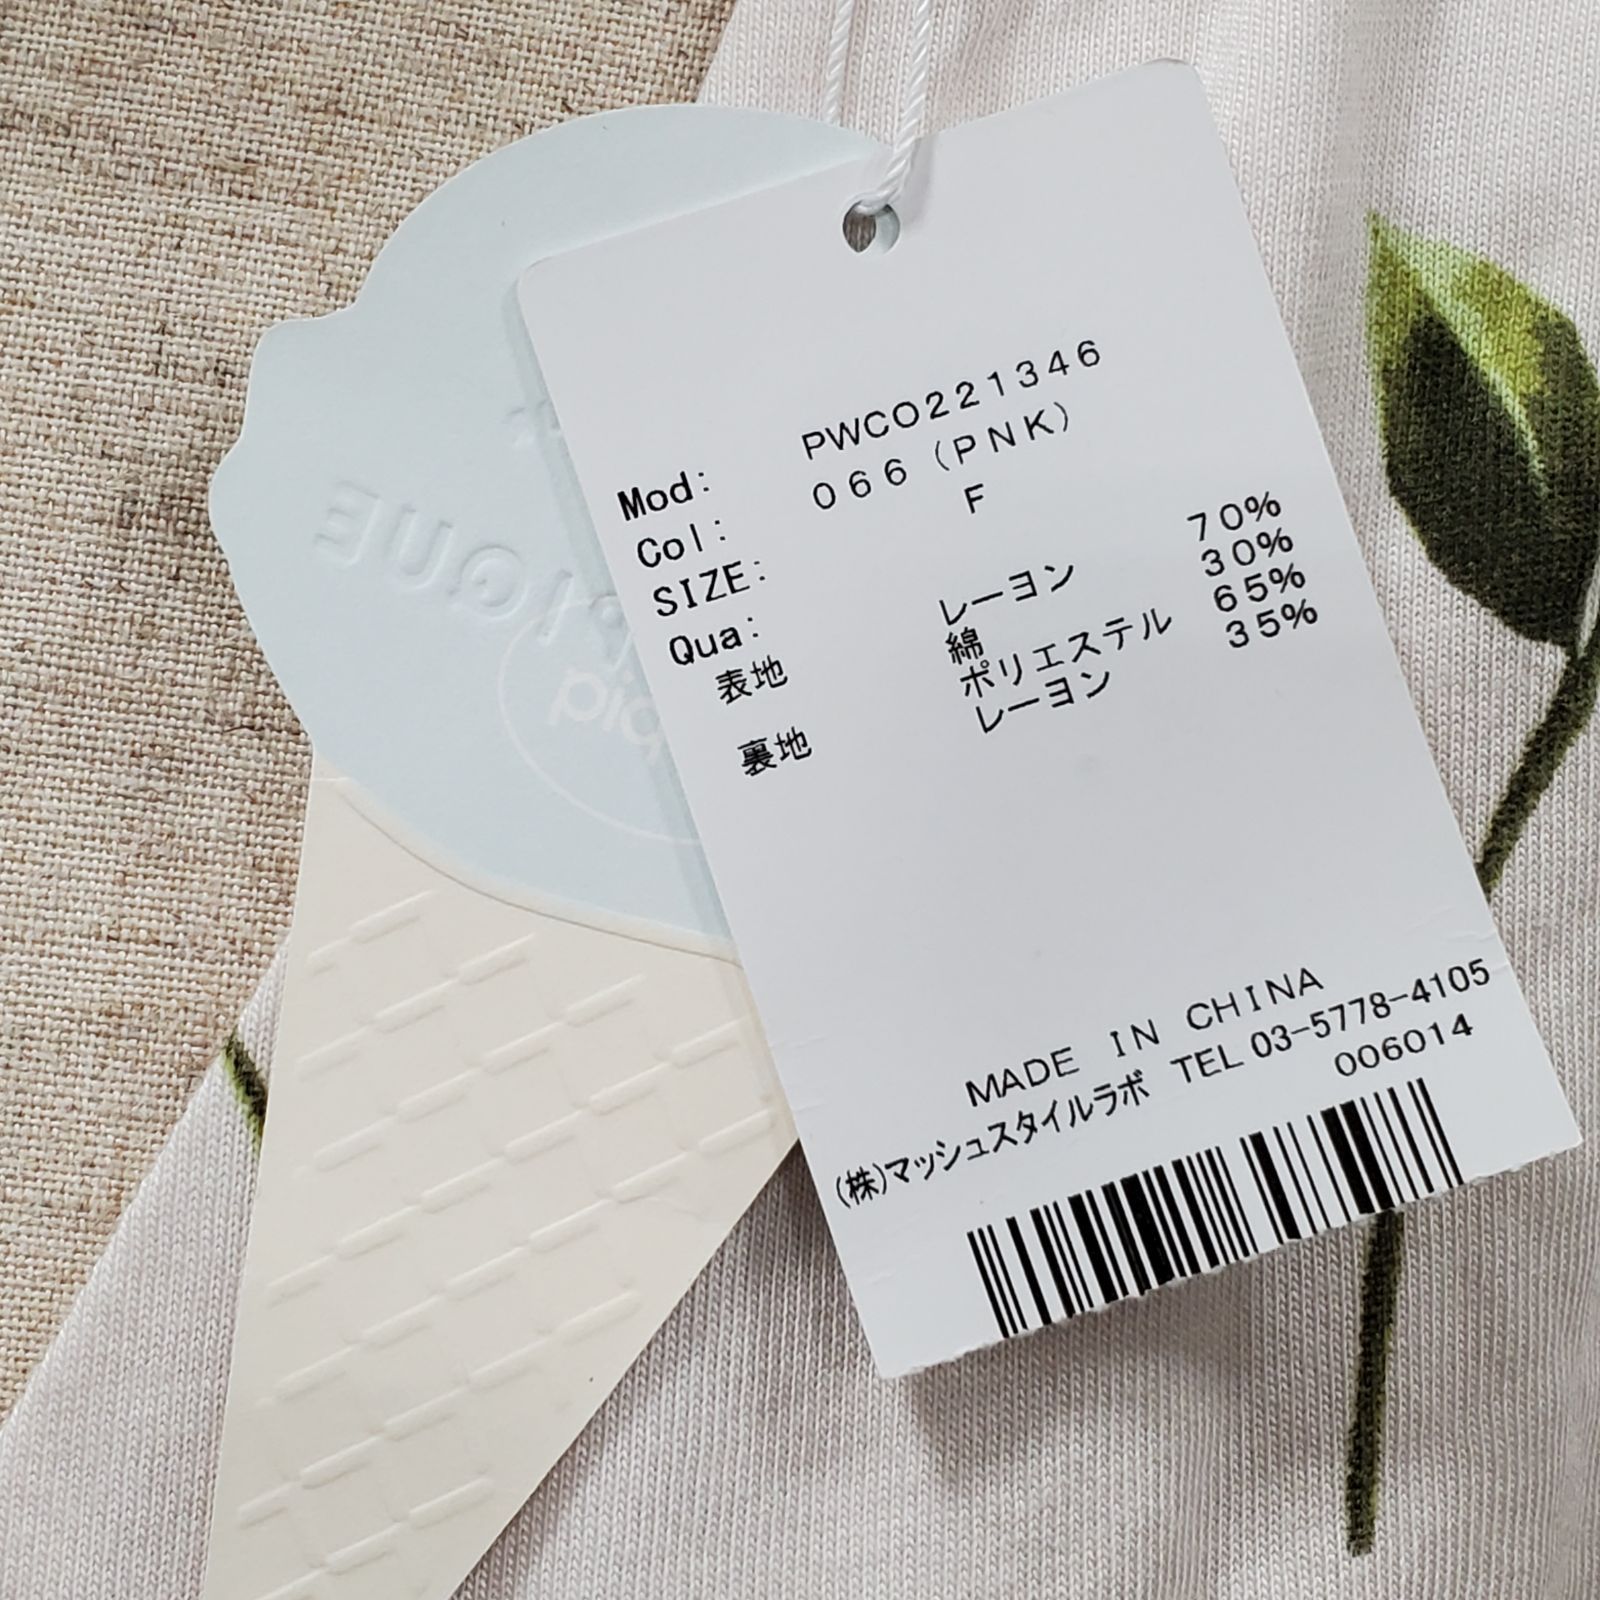 Mod: PWCO221346
Col: 066 (PNK)
SIZE: F
Qua:
表地 レーヨン 70%
綿 30%
裏地 ポリエステル 65%
レーヨン 35%
MADE IN CHINA
(株)マッシュスタイルラボ TEL 03-5778-4105
006014